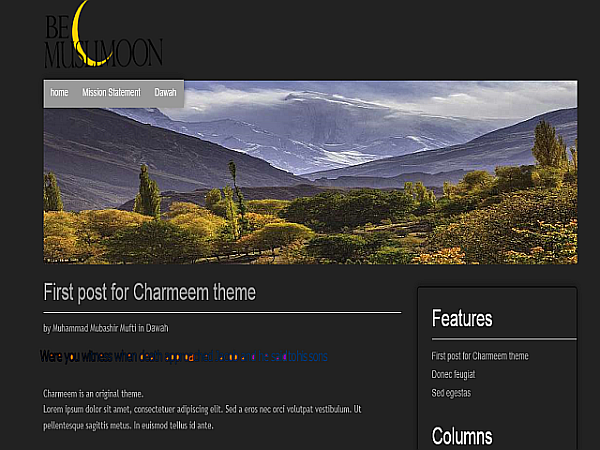 BE
MUSLIMOON
home Mission Statement Dawah
First post for Charmeem theme
by Muhammad Mubashir Mufti in Dawah
Were you witness when death
Charmeem is an original theme.
Lorem ipsum dolor sit amet, consectetuer adipiscing elit. Sed a eros nec orci volutpat vestibulum. Ut
pellentesque sagittis metus. In euismod tellus id ante.
Features
First post for Charmeem theme
Donec feugiat
Sed egestas
Columns